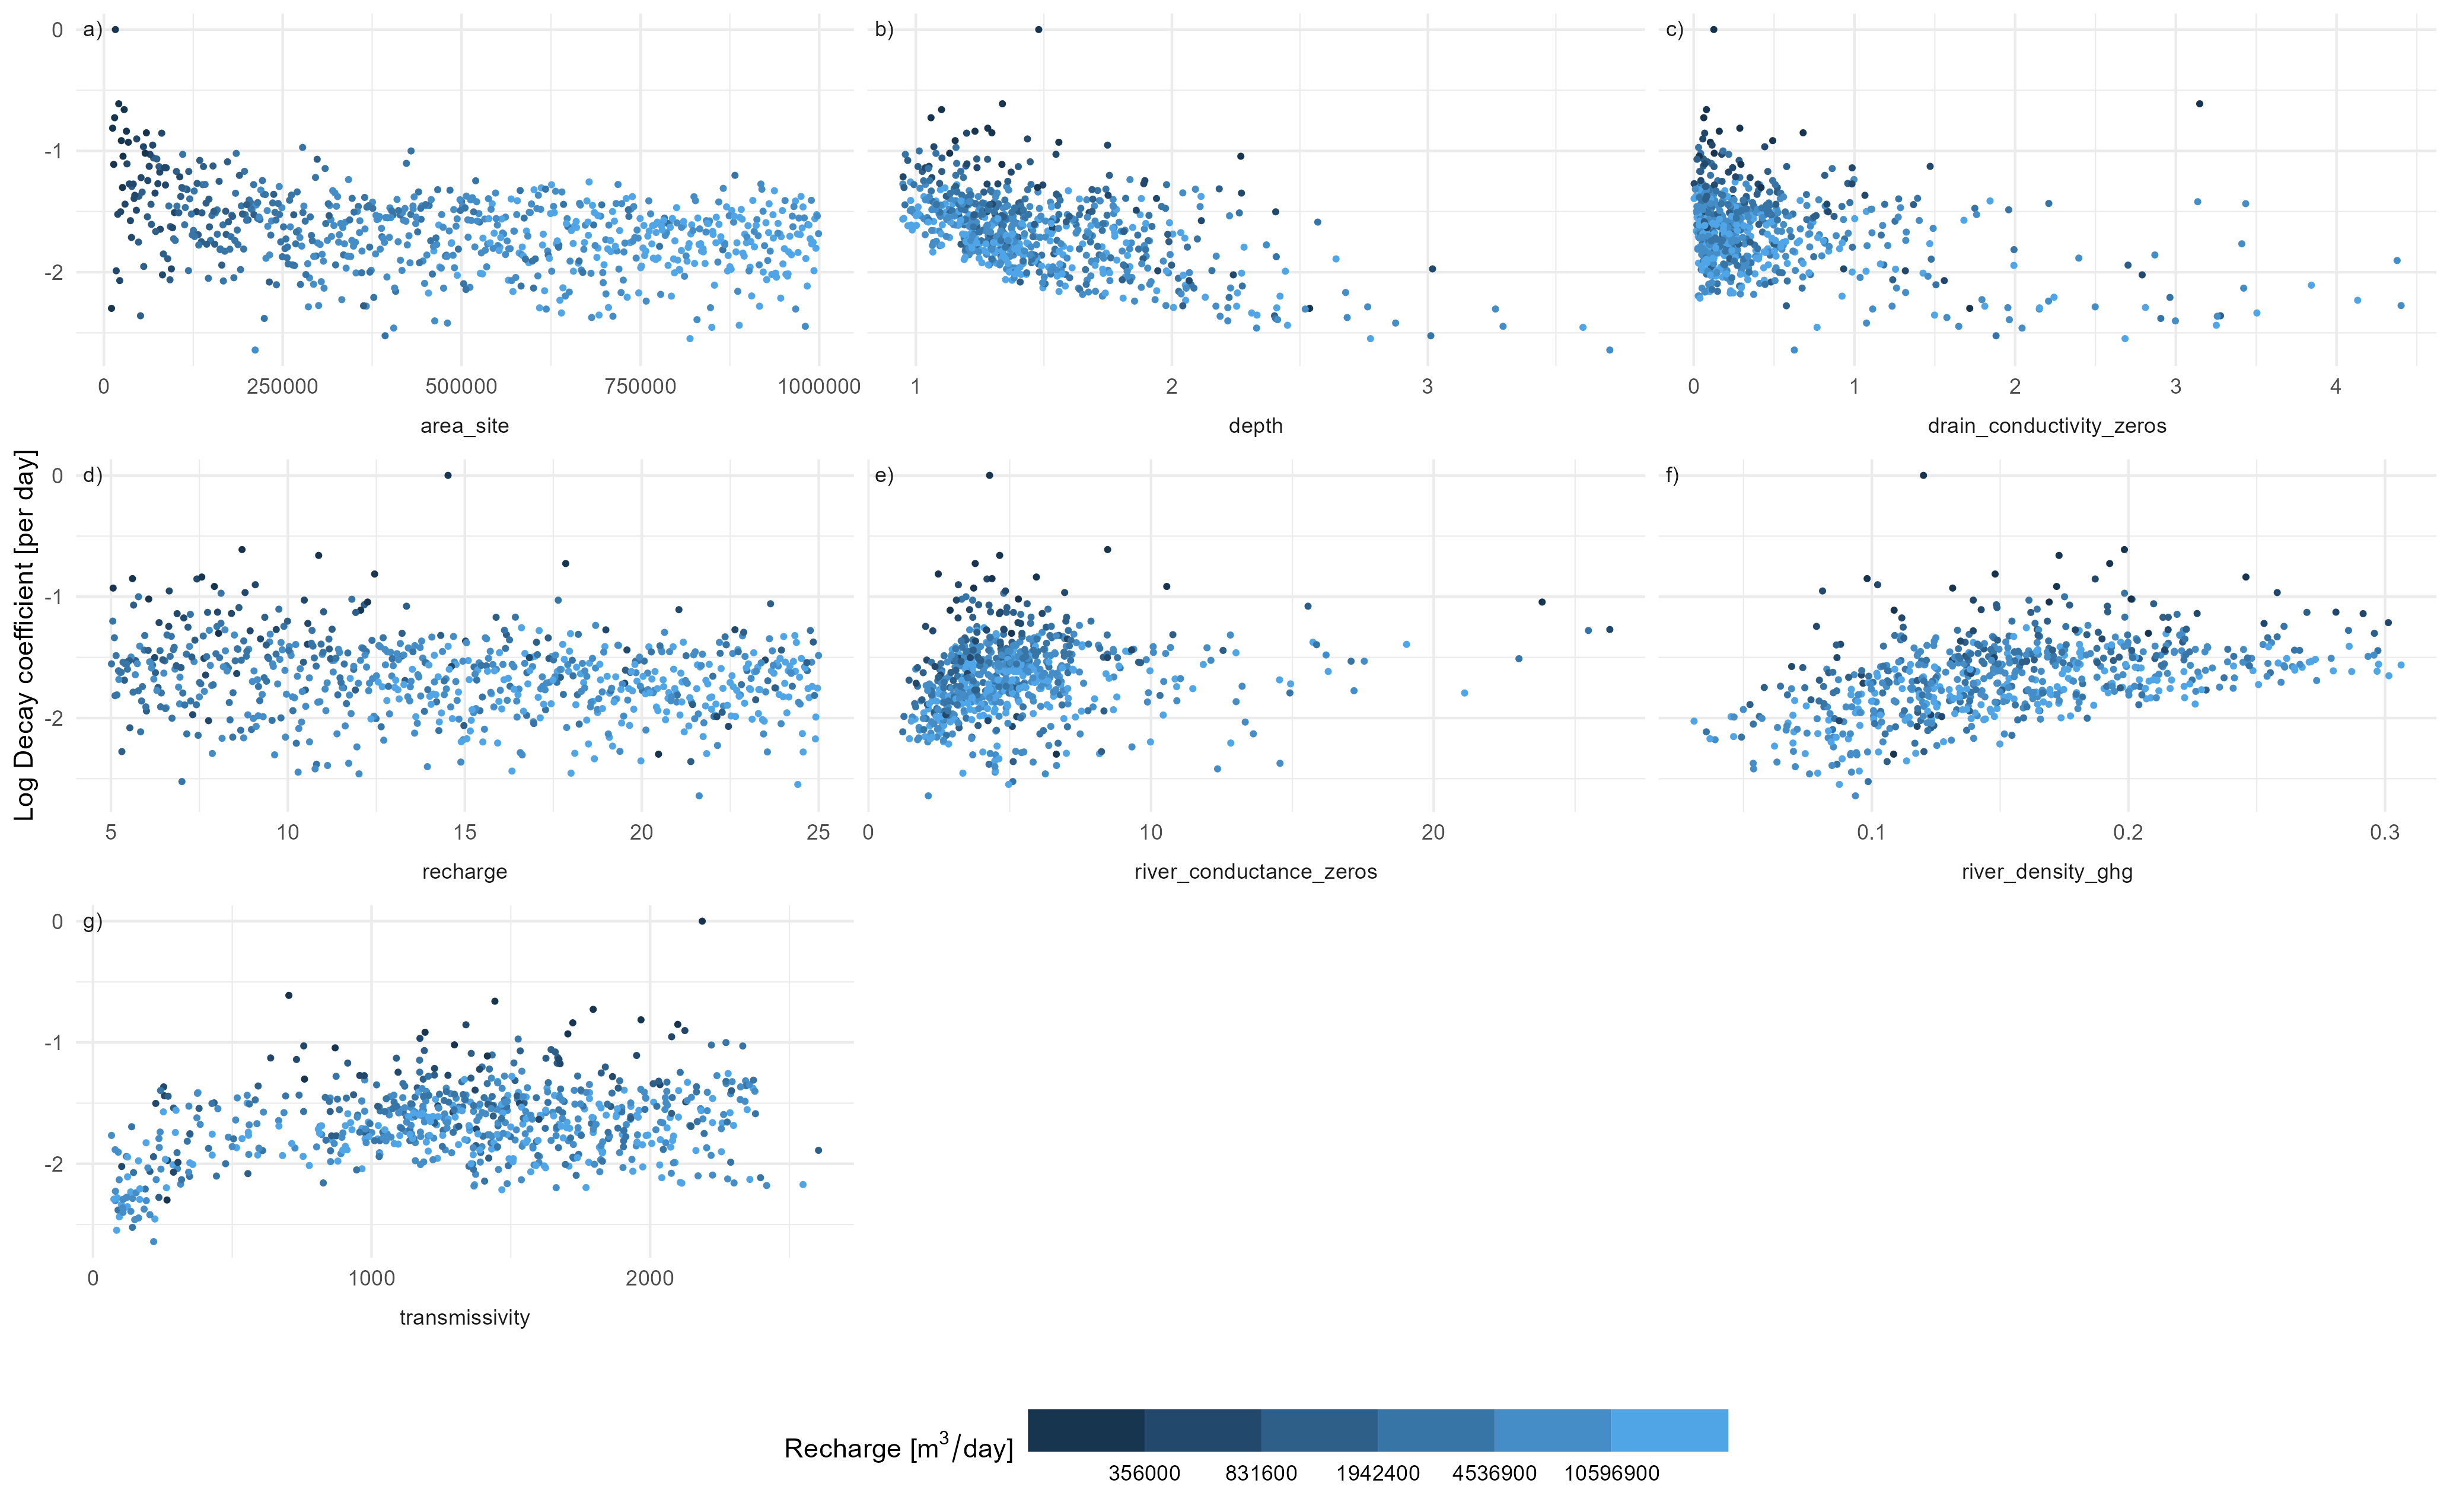 a) b) c)
0
-1
-2
0 250000 500000 750000 1000000 1 2 3 0 1 2 3 4
area_site depth drain_conductivity_zeros
Log Decay coefficient [per day]
d) e) f)
0
-1
-2
5 10 15 20 25 0 10 20 0.1 0.2 0.3
recharge river_conductance_zeros river_density_ghg
g)
0
-1
-2
0 1000 2000
transmissivity
Recharge [m³/day]
356000 831600 1942400 4536900 10596900